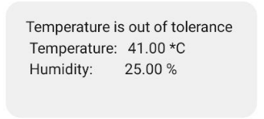 Temperature is out of tolerance
Temperature: 41.00 *C
Humidity: 25.00 %